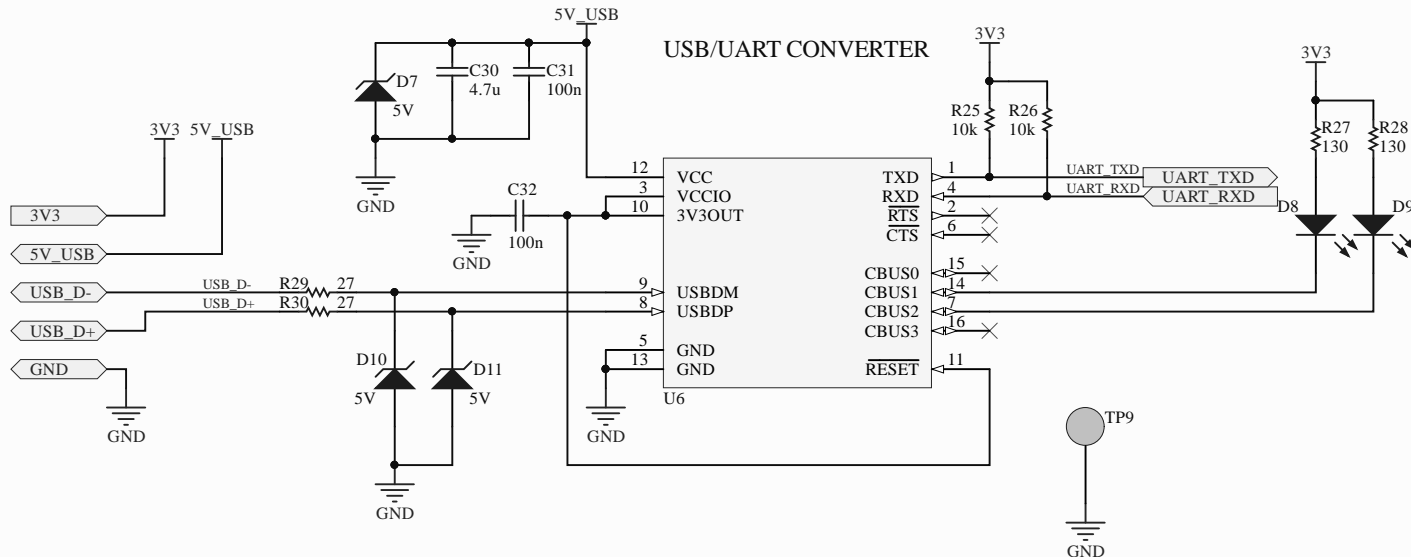 5V_USB
USB/UART CONVERTER
3V3
3V3
D7
5V
C30
4.7u
C31
100n
GND
R25
10k
R26
10k
R27
130
R28
130
3V3
5V_USB
3V3
5V_USB
USB_D-
USB_D+
GND
GND
USB_D-
R29
27
USB_D+
R30
27
C32
100n
GND
D10
5V
D11
5V
GND
12
VCC
3
VCCIO
10
3V3OUT
9
USBDM
8
USBDP
5
GND
13
GND
U6
GND
TXD
1
UART_TXD
UART_TXD
RXD
4
UART_RXD
UART_RXD
RTS
2
CTS
6
CBUS0
15
CBUS1
14
CBUS2
7
CBUS3
16
RESET
11
D8
D9
TP9
GND